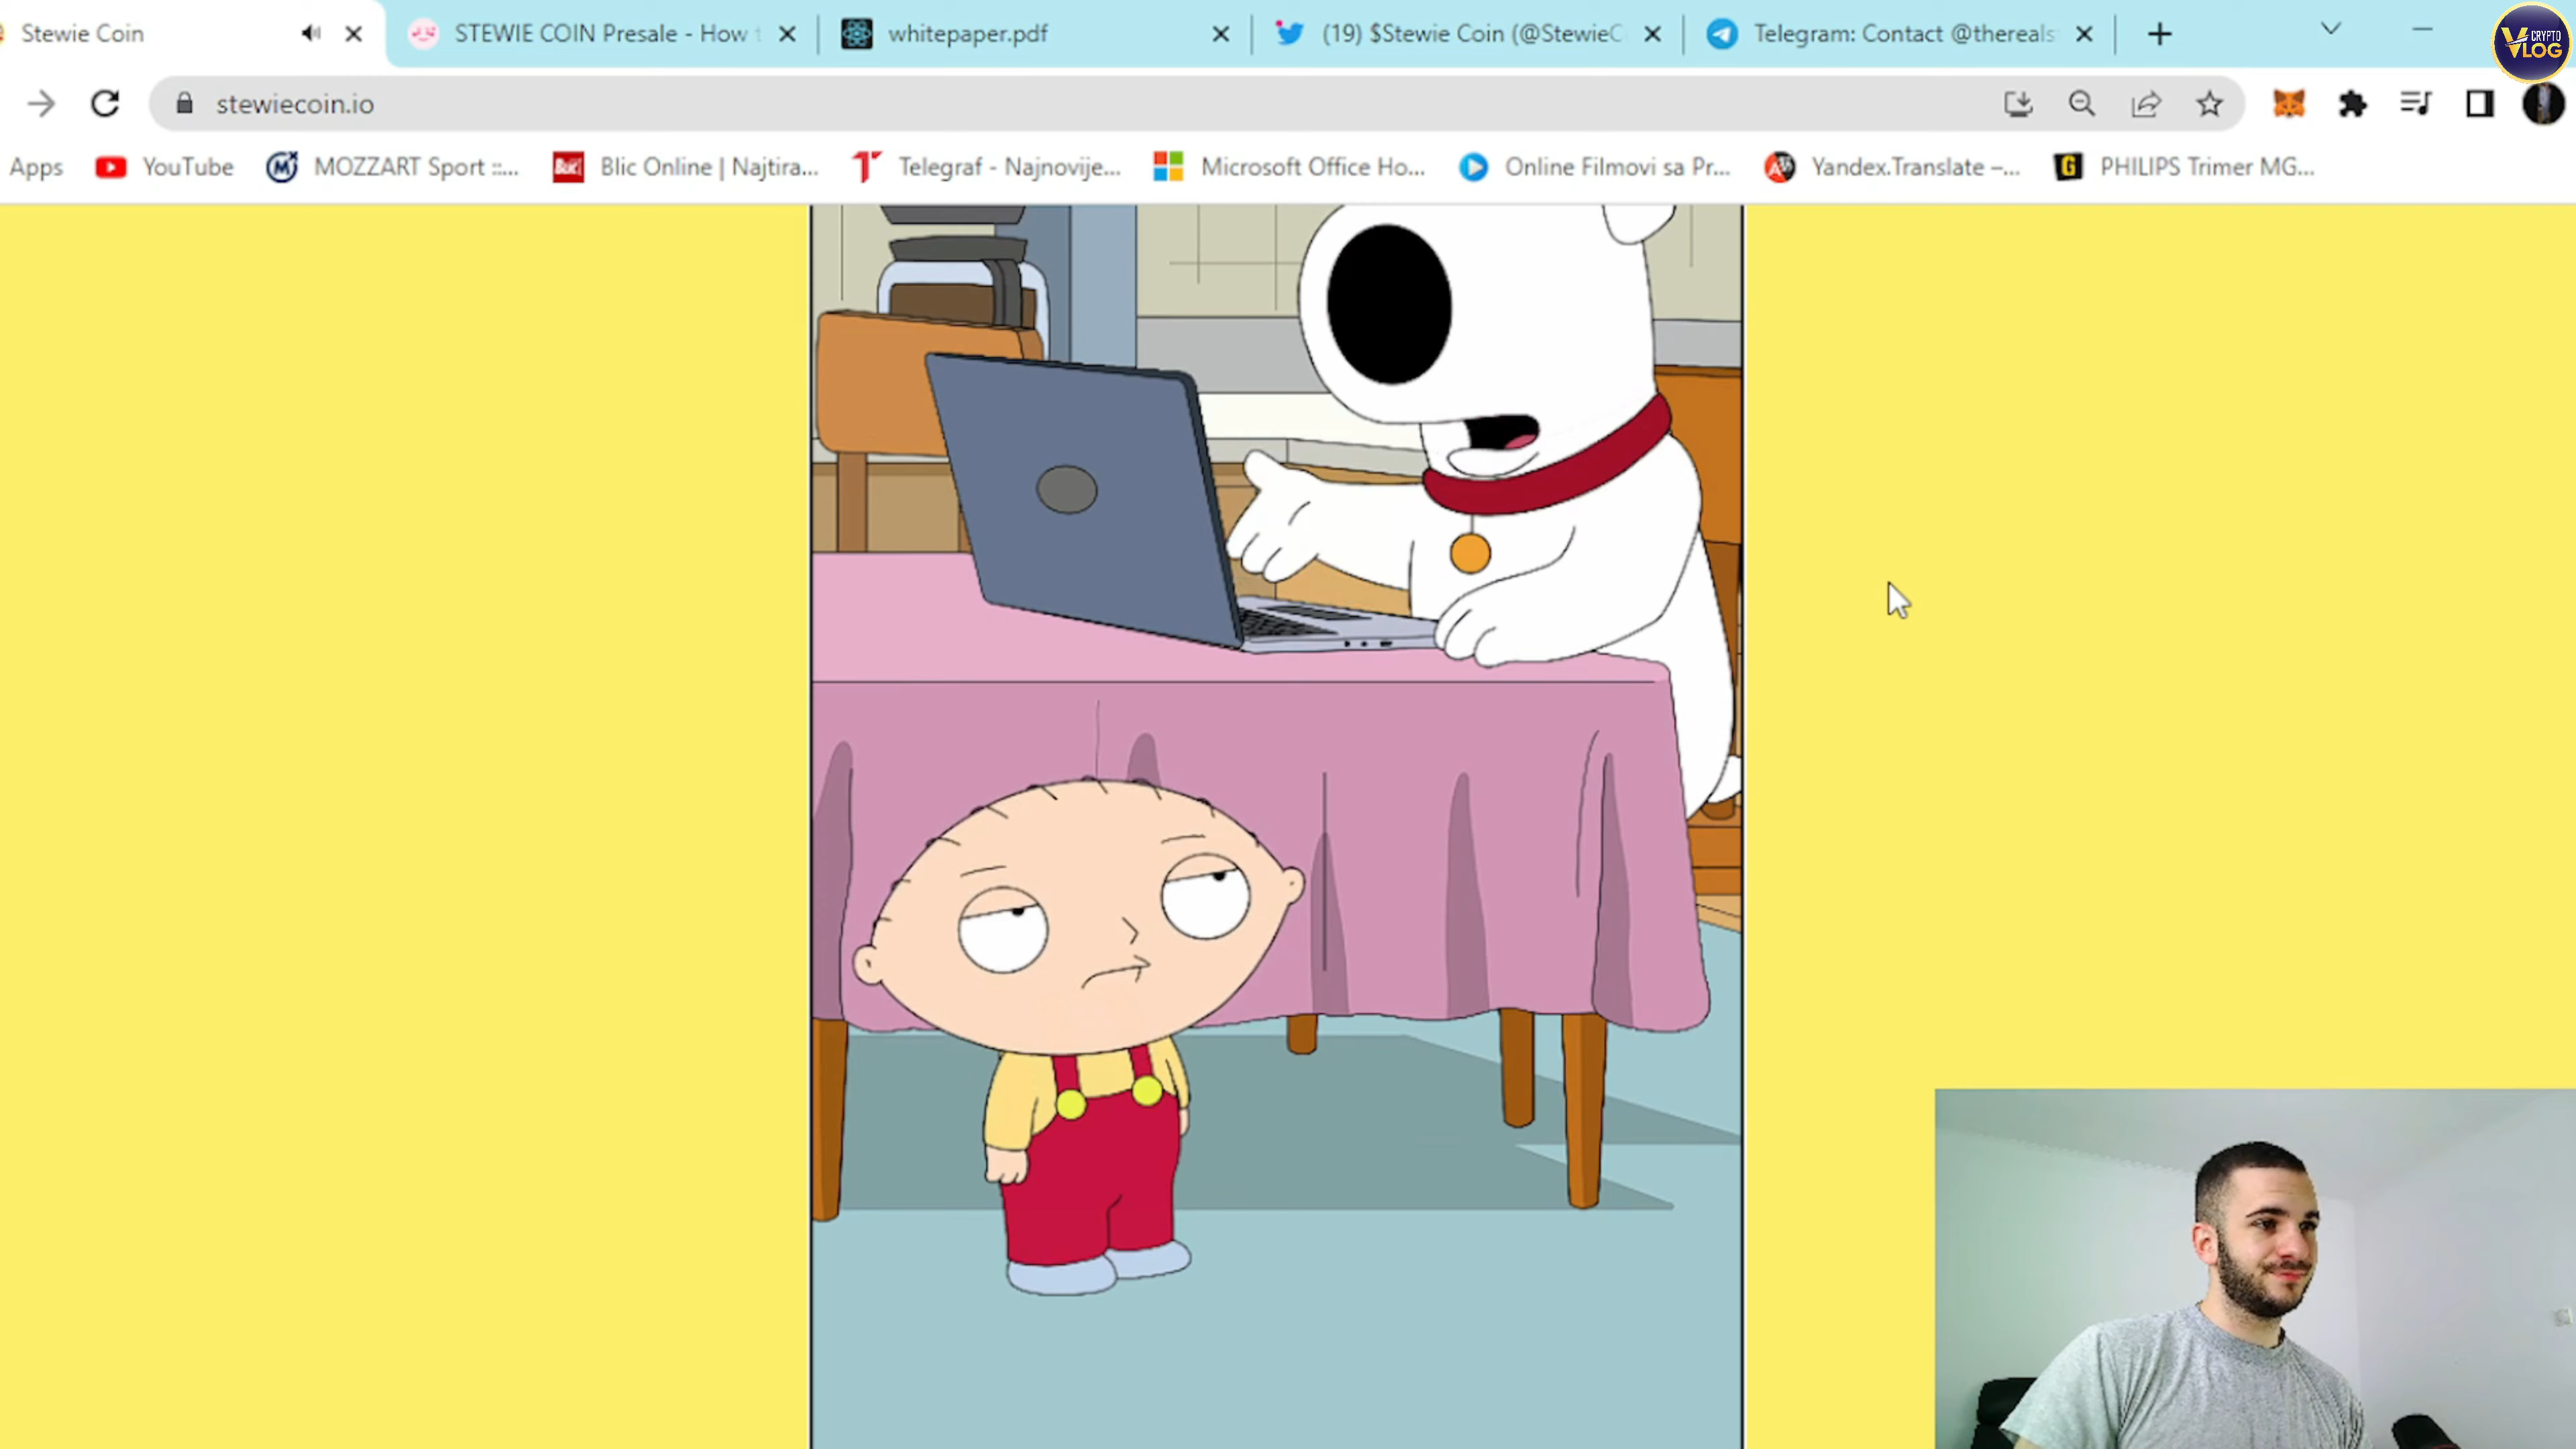 Stewie Coin
STEWIE COIN Presale - How t
whitepaper.pdf
(19) $Stewie Coin (@StewieC
Telegram: Contact @thereals
CRYPTO
VLOG
stewiecoin.io
Apps
YouTube
MOZZART Sport ::...
Blic Online | Najtira...
Telegraf - Najnovije...
Microsoft Office Ho...
Online Filmovi sa Pr...
Yandex.Translate –...
PHILIPS Trimer MG...